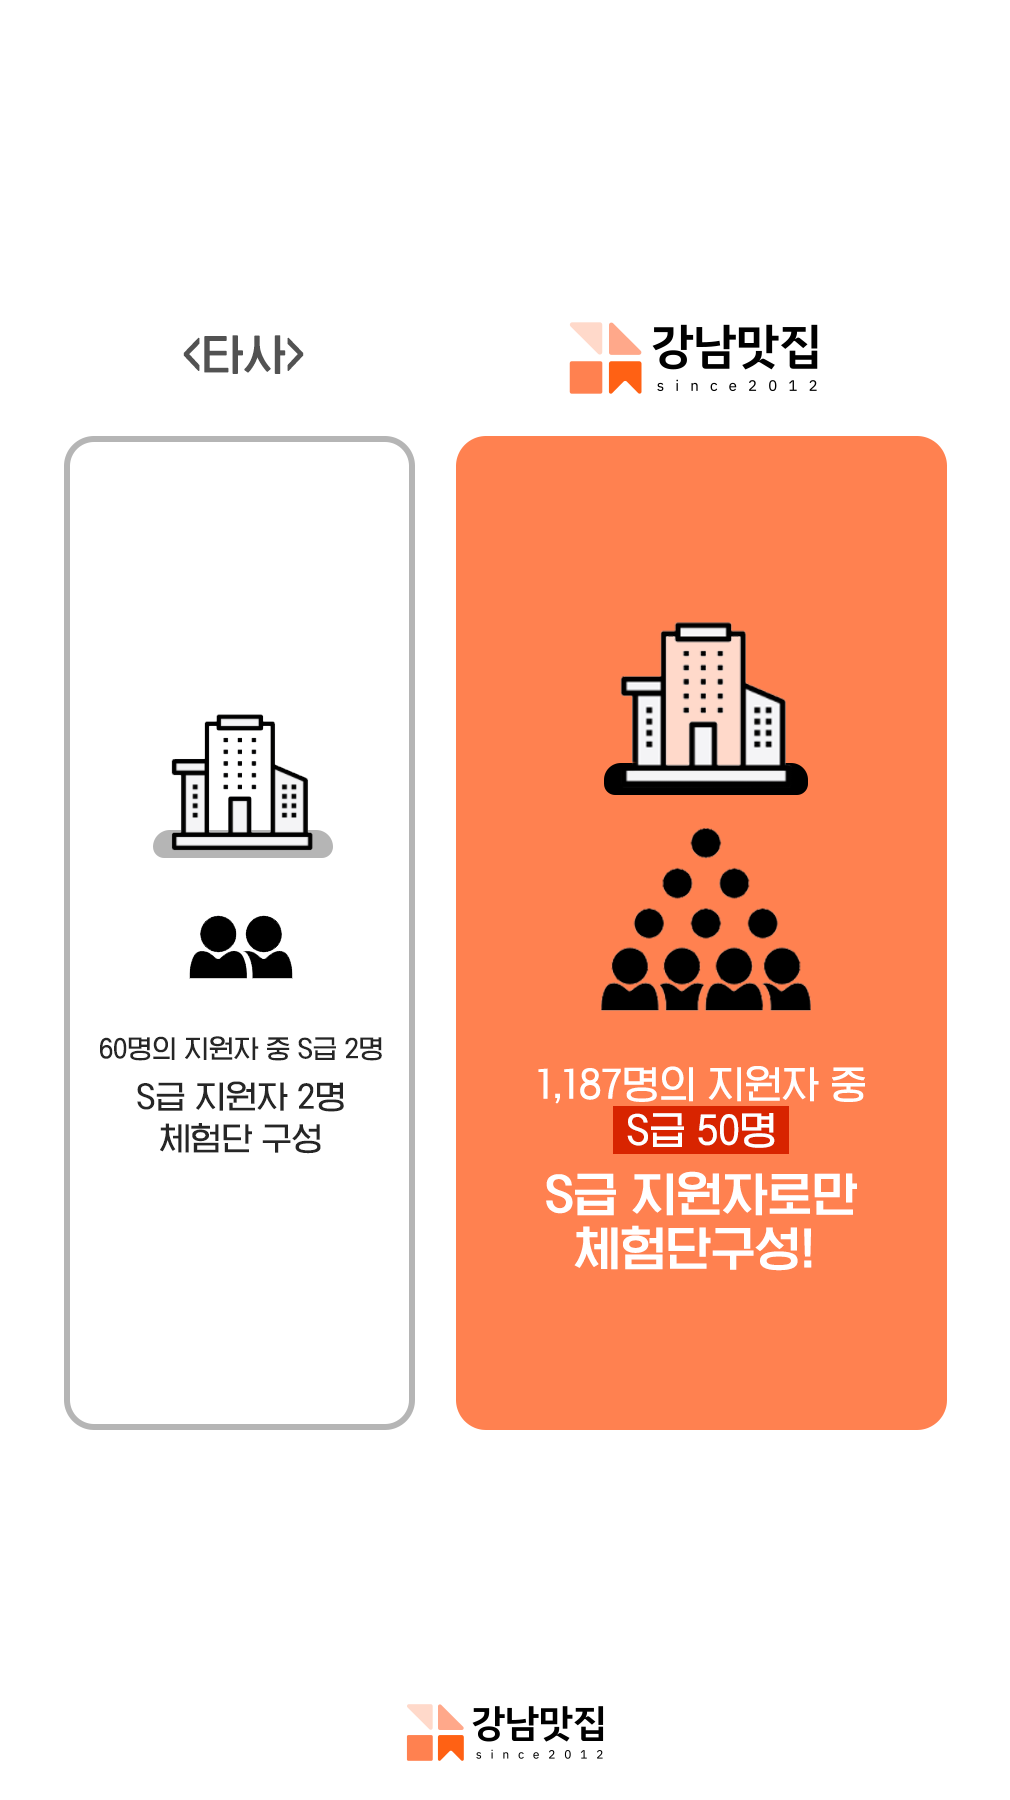 <타사>
60명의 지원자 중 S급 2명
S급 지원자 2명
체험단 구성
강남맛집
since2012
1,187명의 지원자 중
S급 50명
S급 지원자로만
체험단구성!
강남맛집
since2012